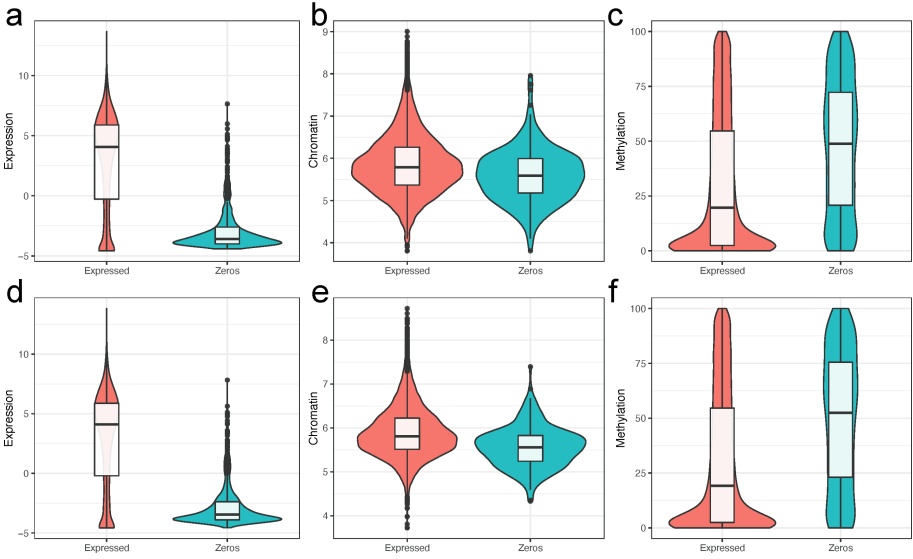 a
Expression
10
5
0
−5
Expressed
Zeros
b
Chromatin
9
8
7
6
5
4
Expressed
Zeros
c
Methylation
100
75
50
25
0
Expressed
Zeros
d
Expression
10
5
0
−5
Expressed
Zeros
e
Chromatin
8
7
6
5
4
Expressed
Zeros
f
Methylation
100
75
50
25
0
Expressed
Zeros